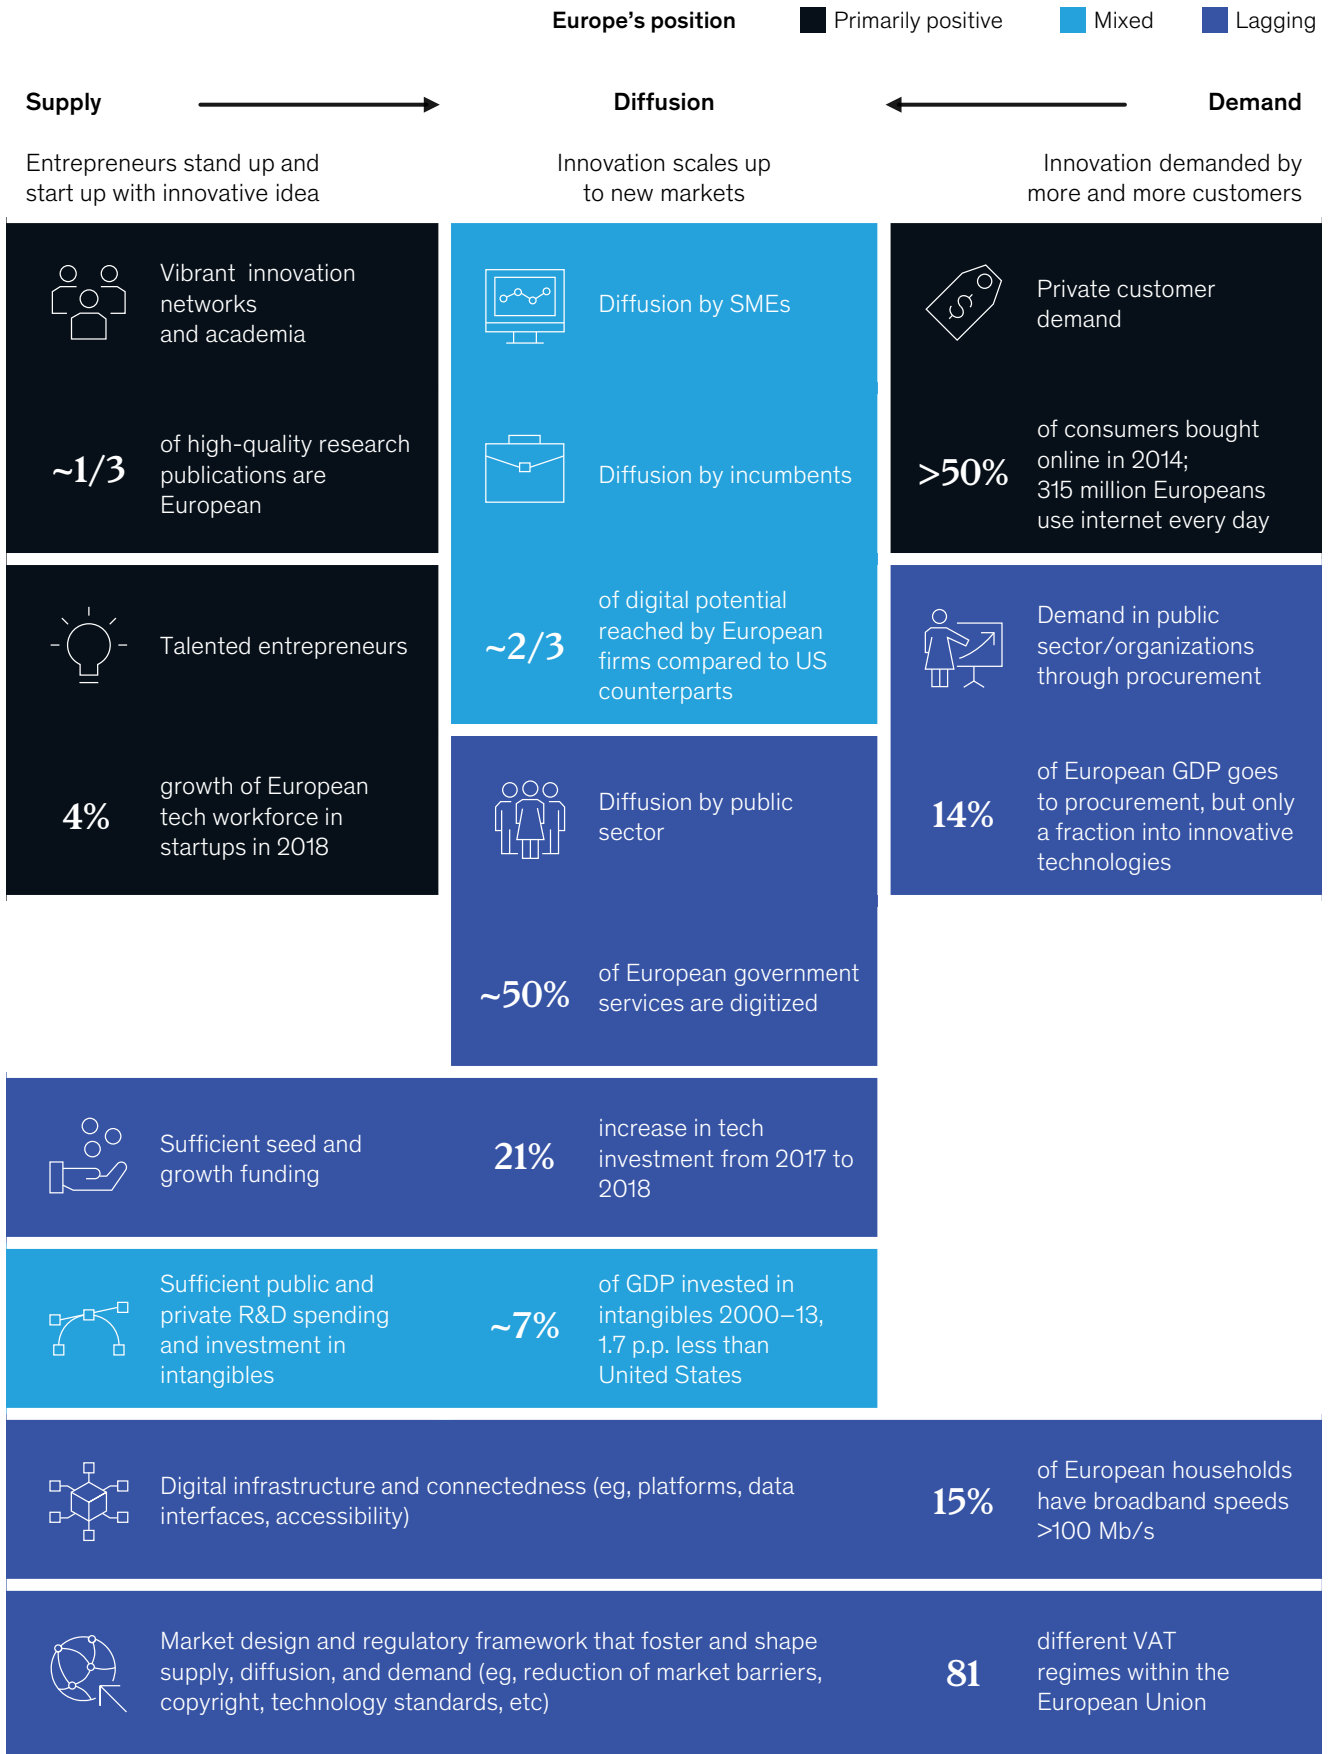 Europe's position
Primarily positive
Mixed
Lagging
Supply
Diffusion
Demand
Entrepreneurs stand up and
start up with innovative idea
Innovation scales up
to new markets
Innovation demanded by
more and more customers
Vibrant innovation
networks
and academia
~1/3
of high-quality research
publications are
European
Talented entrepreneurs
4%
growth of European
tech workforce in
startups in 2018
Diffusion by SMEs
Diffusion by incumbents
~2/3
of digital potential
reached by European
firms compared to US
counterparts
Diffusion by public
sector
~50%
of European government
services are digitized
$
Private customer
demand
>50%
of consumers bought
online in 2014;
315 million Europeans
use internet every day
Demand in public
sector/organizations
through procurement
14%
of European GDP goes
to procurement, but only
a fraction into innovative
technologies
Sufficient seed and
growth funding
21%
increase in tech
investment from 2017 to
2018
Sufficient public and
private R&D spending
and investment in
intangibles
~7%
of GDP invested in
intangibles 2000–13,
1.7 p.p. less than
United States
Digital infrastructure and connectedness (eg, platforms, data
interfaces, accessibility)
15%
of European households
have broadband speeds
>100 Mb/s
Market design and regulatory framework that foster and shape
supply, diffusion, and demand (eg, reduction of market barriers,
copyright, technology standards, etc)
81
different VAT
regimes within the
European Union